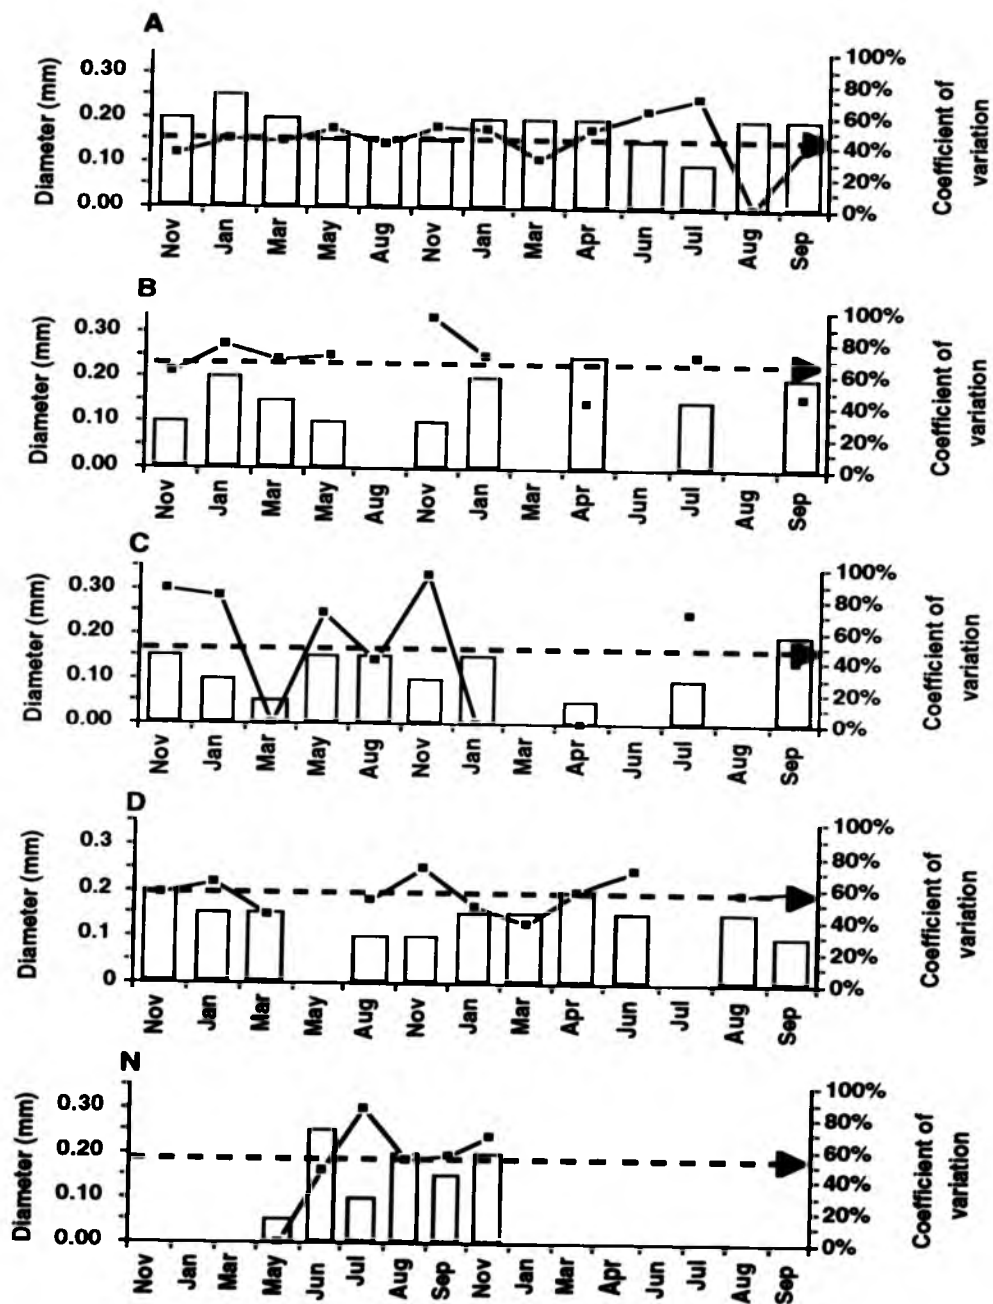 A
Diameter (mm)
0.30
0.20
0.10
0.00
100%
80%
60%
40%
20%
0%
Coefficient of
variation
Nov Jan Mar May Aug Nov Jan Mar Apr Jun Jul Aug Sep
B
Diameter (mm)
0.30
0.20
0.10
0.00
100%
80%
60%
40%
20%
0%
Coefficient of
variation
Nov Jan Mar May Aug Nov Jan Mar Apr Jun Jul Aug Sep
C
Diameter (mm)
0.30
0.20
0.10
0.00
100%
80%
60%
40%
20%
0%
Coefficient of
variation
Nov Jan Mar May Aug Nov Jan Mar Apr Jun Jul Aug Sep
D
Diameter (mm)
0.3
0.2
0.1
0
100%
80%
60%
40%
20%
0%
Coefficient of
variation
Nov Jan Mar May Aug Nov Jan Mar Apr Jun Jul Aug Sep
N
Diameter (mm)
0.30
0.20
0.10
0.00
100%
80%
60%
40%
20%
0%
Coefficient of
variation
Nov Jan Mar May Jun Jul Aug Sep Nov Jan Mar Apr Jun Jul Aug Sep